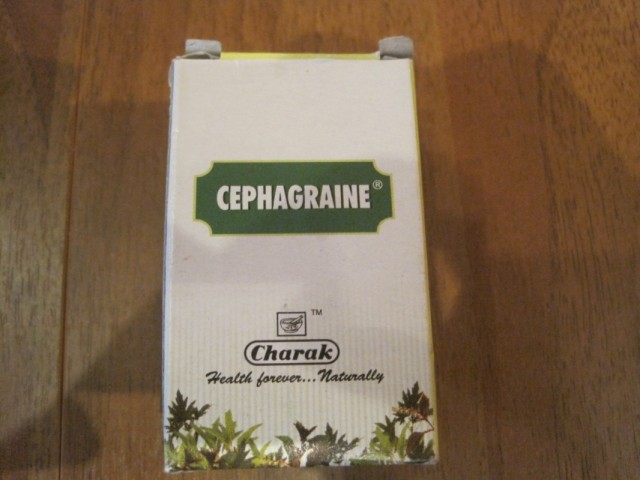 CEPHAGRAINE®
TM
Charak
Health forever...Naturally